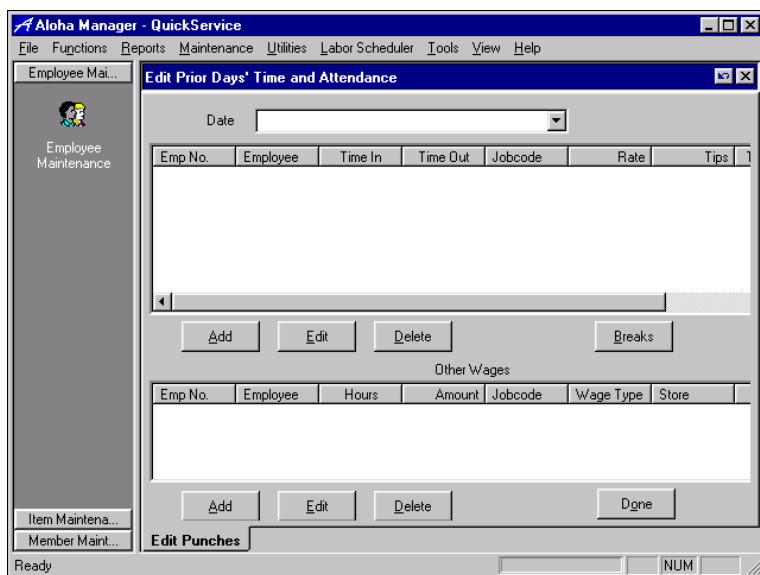 Aloha Manager - QuickService
File Functions Reports Maintenance Utilities Labor Scheduler Tools View Help
Employee Mai...
Edit Prior Days' Time and Attendance
Date
Employee
Maintenance
Emp No. Employee Time In Time Out Jobcode Rate Tips
Add Edit Delete Breaks
Other Wages
Emp No. Employee Hours Amount Jobcode Wage Type Store
Add Edit Delete Done
Item Maintena...
Member Maint...
Edit Punches
Ready NUM